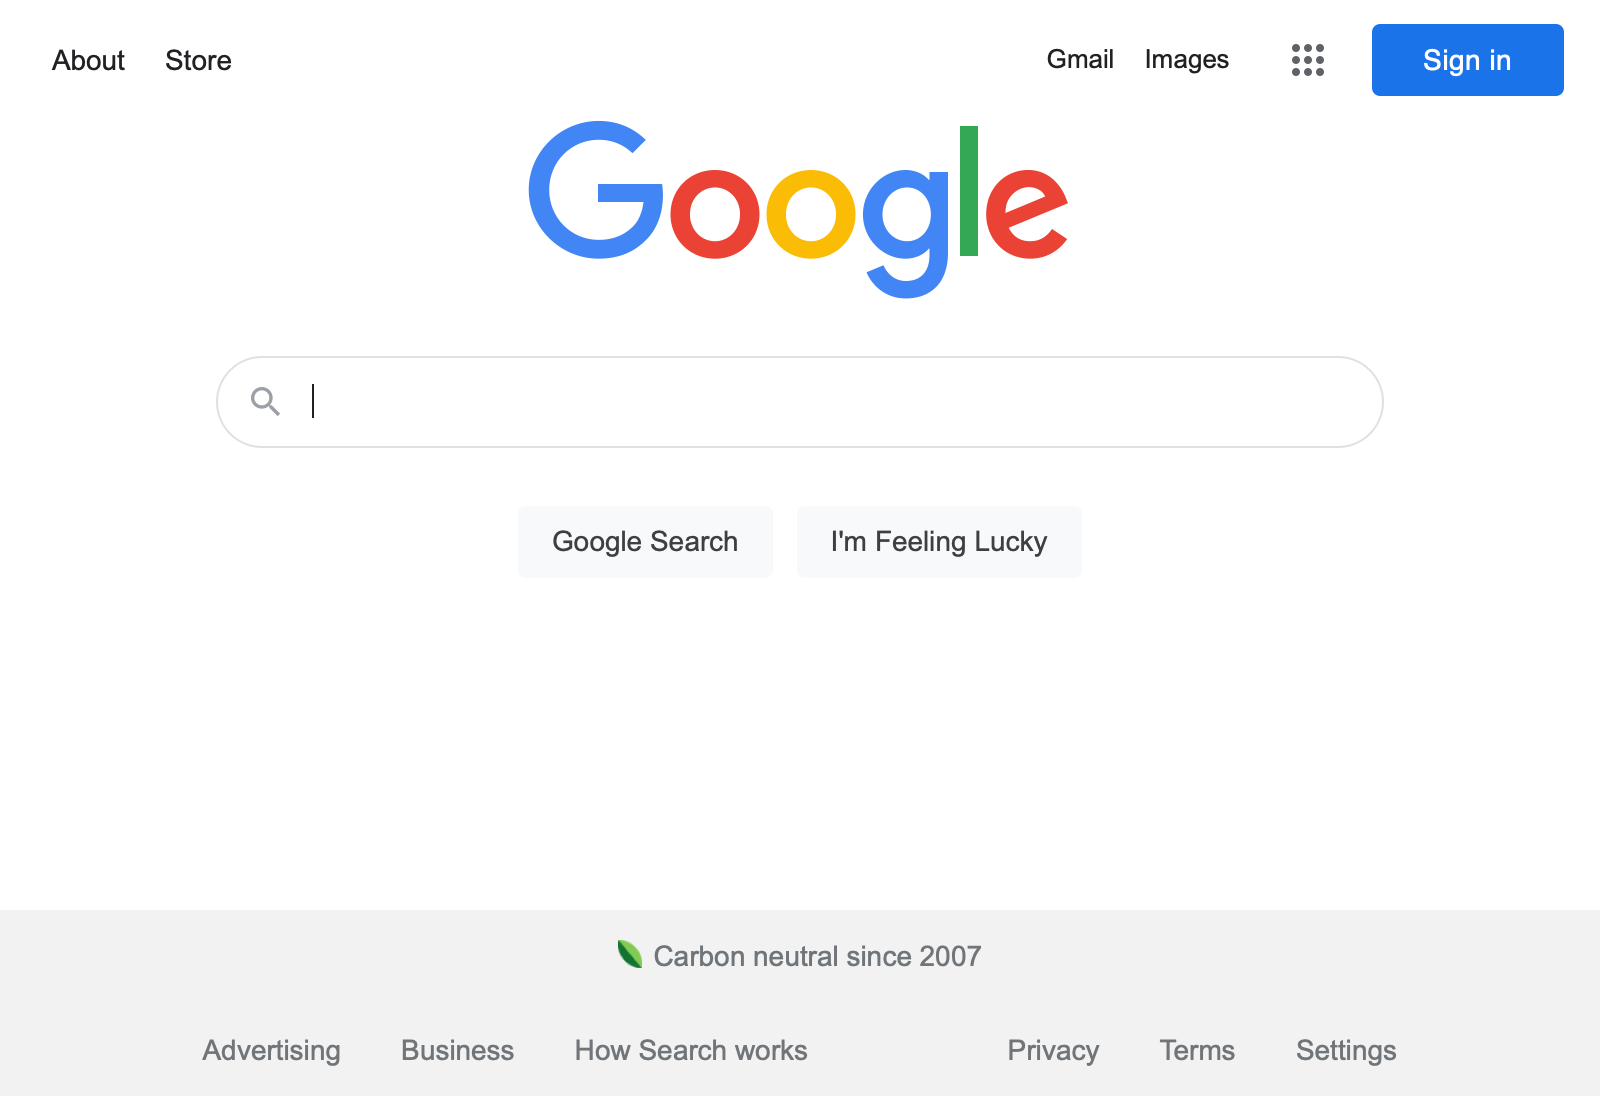 About Store Gmail Images Sign in
Google
Google Search I'm Feeling Lucky
Carbon neutral since 2007
Advertising Business How Search works Privacy Terms Settings